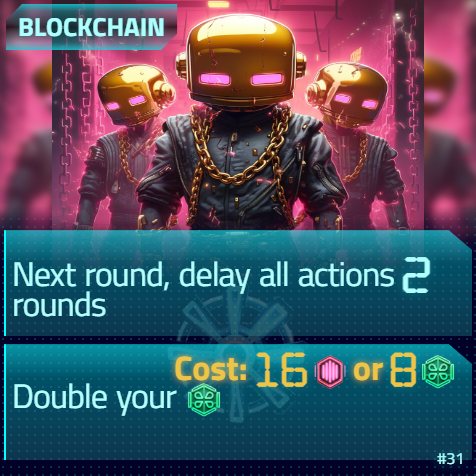 BLOCKCHAIN
Next round, delay all actions 2
rounds
Cost: 16 or 8
Double your
#31